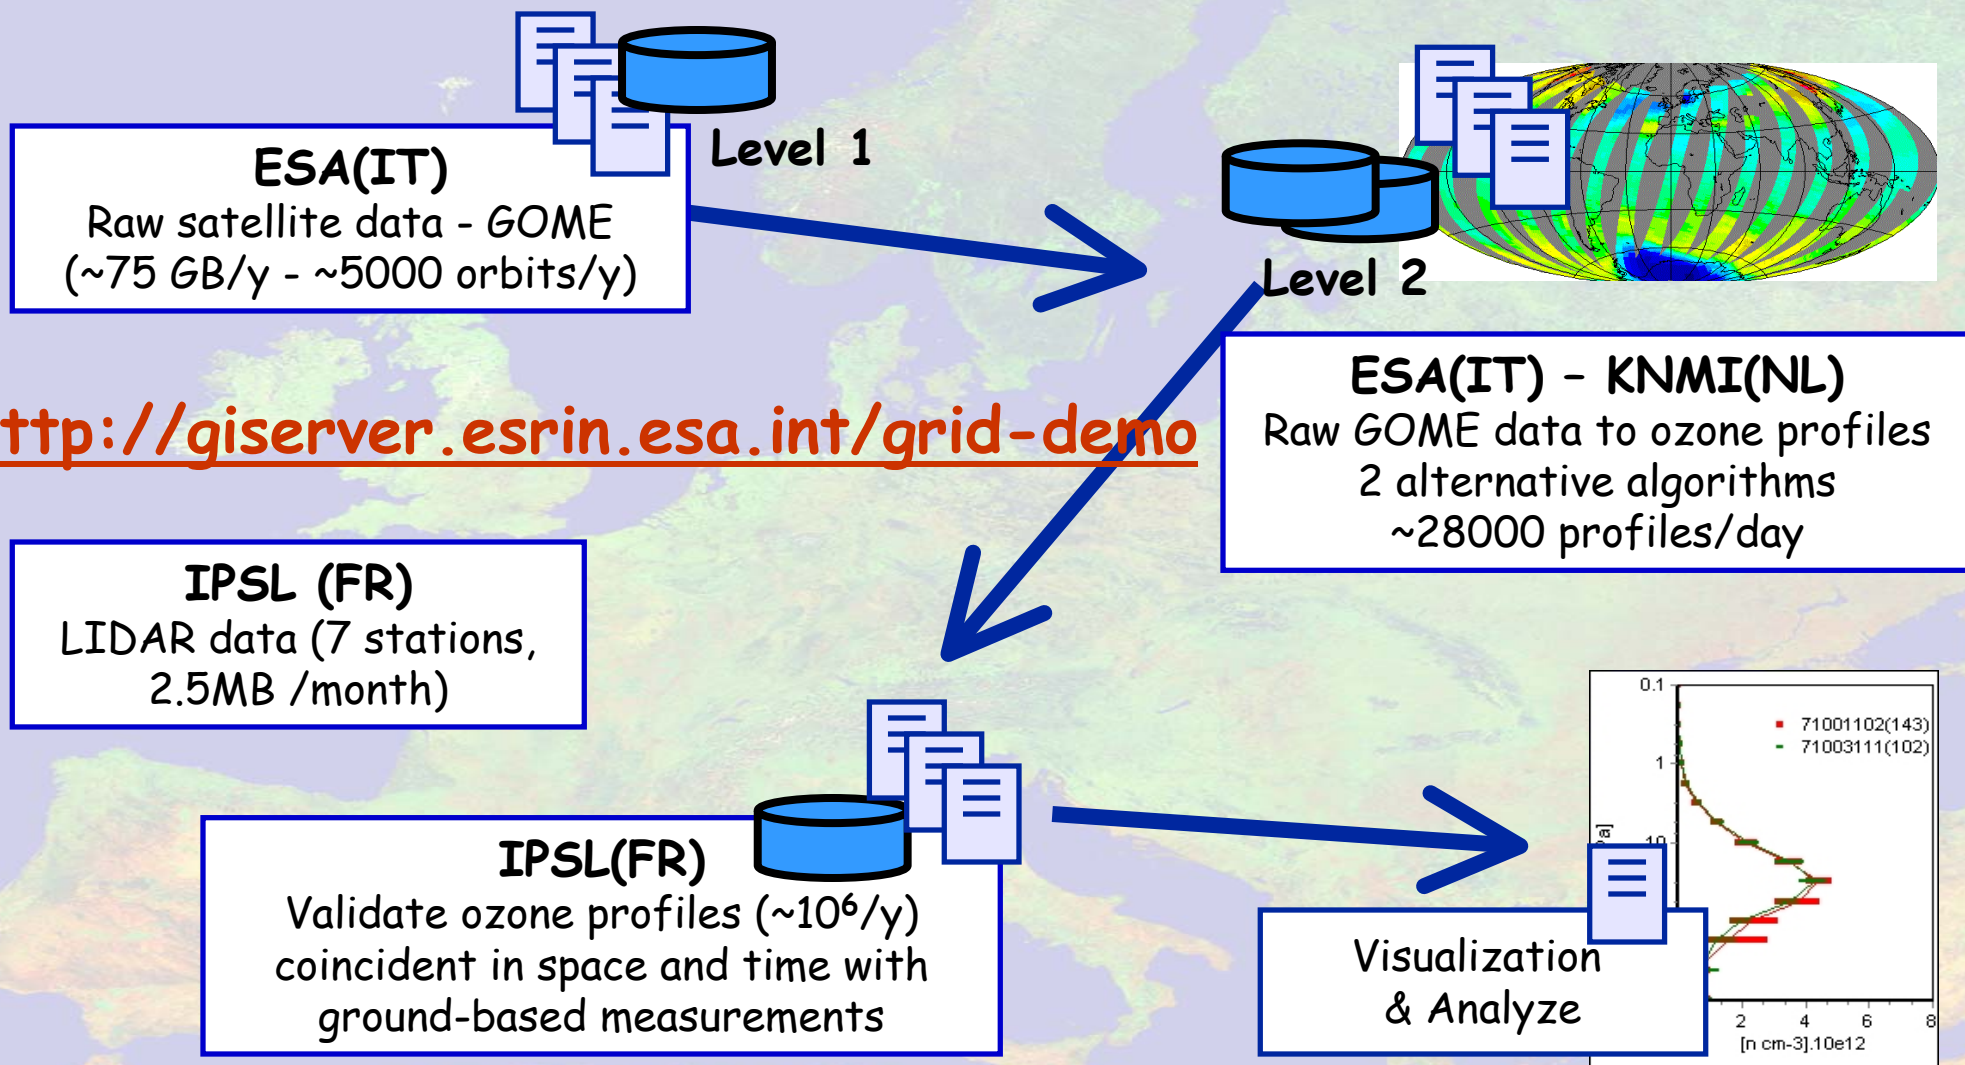 Level 1
ESA(IT)
Raw satellite data - GOME
(~75 GB/y - ~5000 orbits/y)
Level 2
ESA(IT) – KNMI(NL)
Raw GOME data to ozone profiles
2 alternative algorithms
~28000 profiles/day
ttp://giserver.esrin.esa.int/grid-demo
IPSL (FR)
LIDAR data (7 stations,
2.5MB /month)
IPSL(FR)
Validate ozone profiles (~10⁶/y)
coincident in space and time with
ground-based measurements
Visualization
& Analyze
0.1
71001102(143)
71003111(102)
1
10
a]
2 4 6 8
[n cm-3].10e12